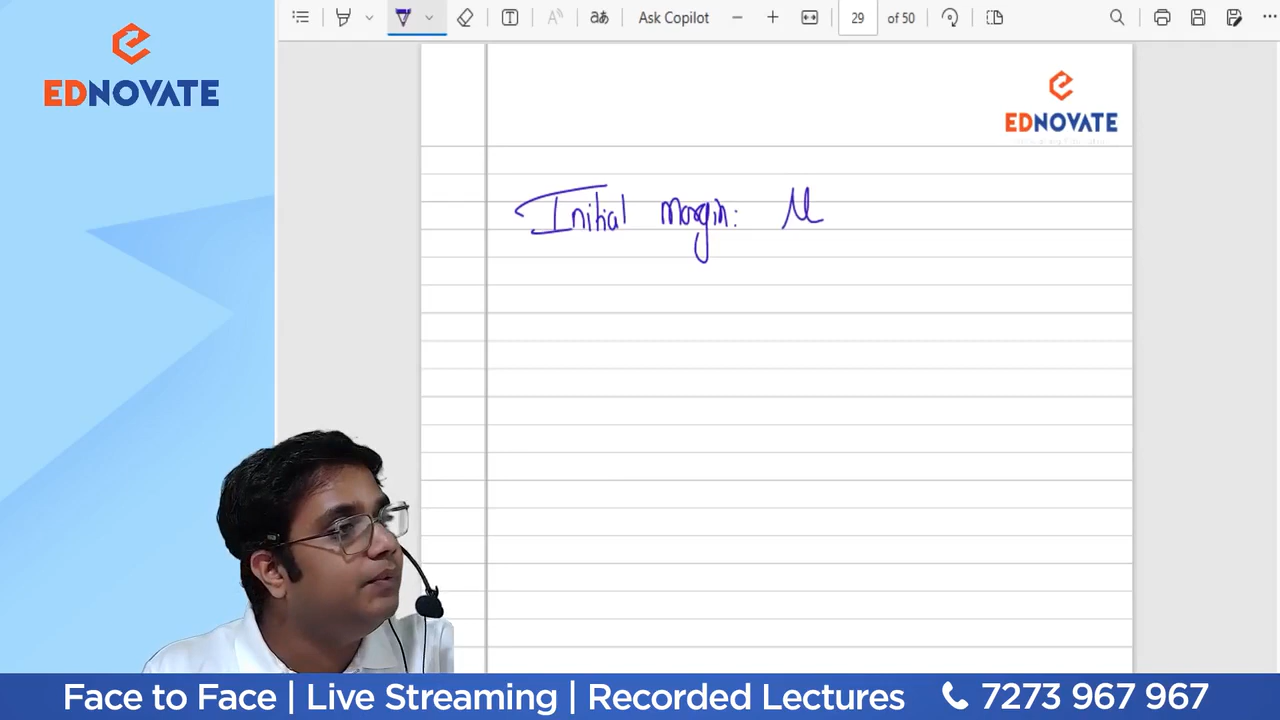 EDNOVATE
Ask Copilot
29 of 50
EDNOVATE
Initial margin: μ
Face to Face | Live Streaming | Recorded Lectures 7273 967 967